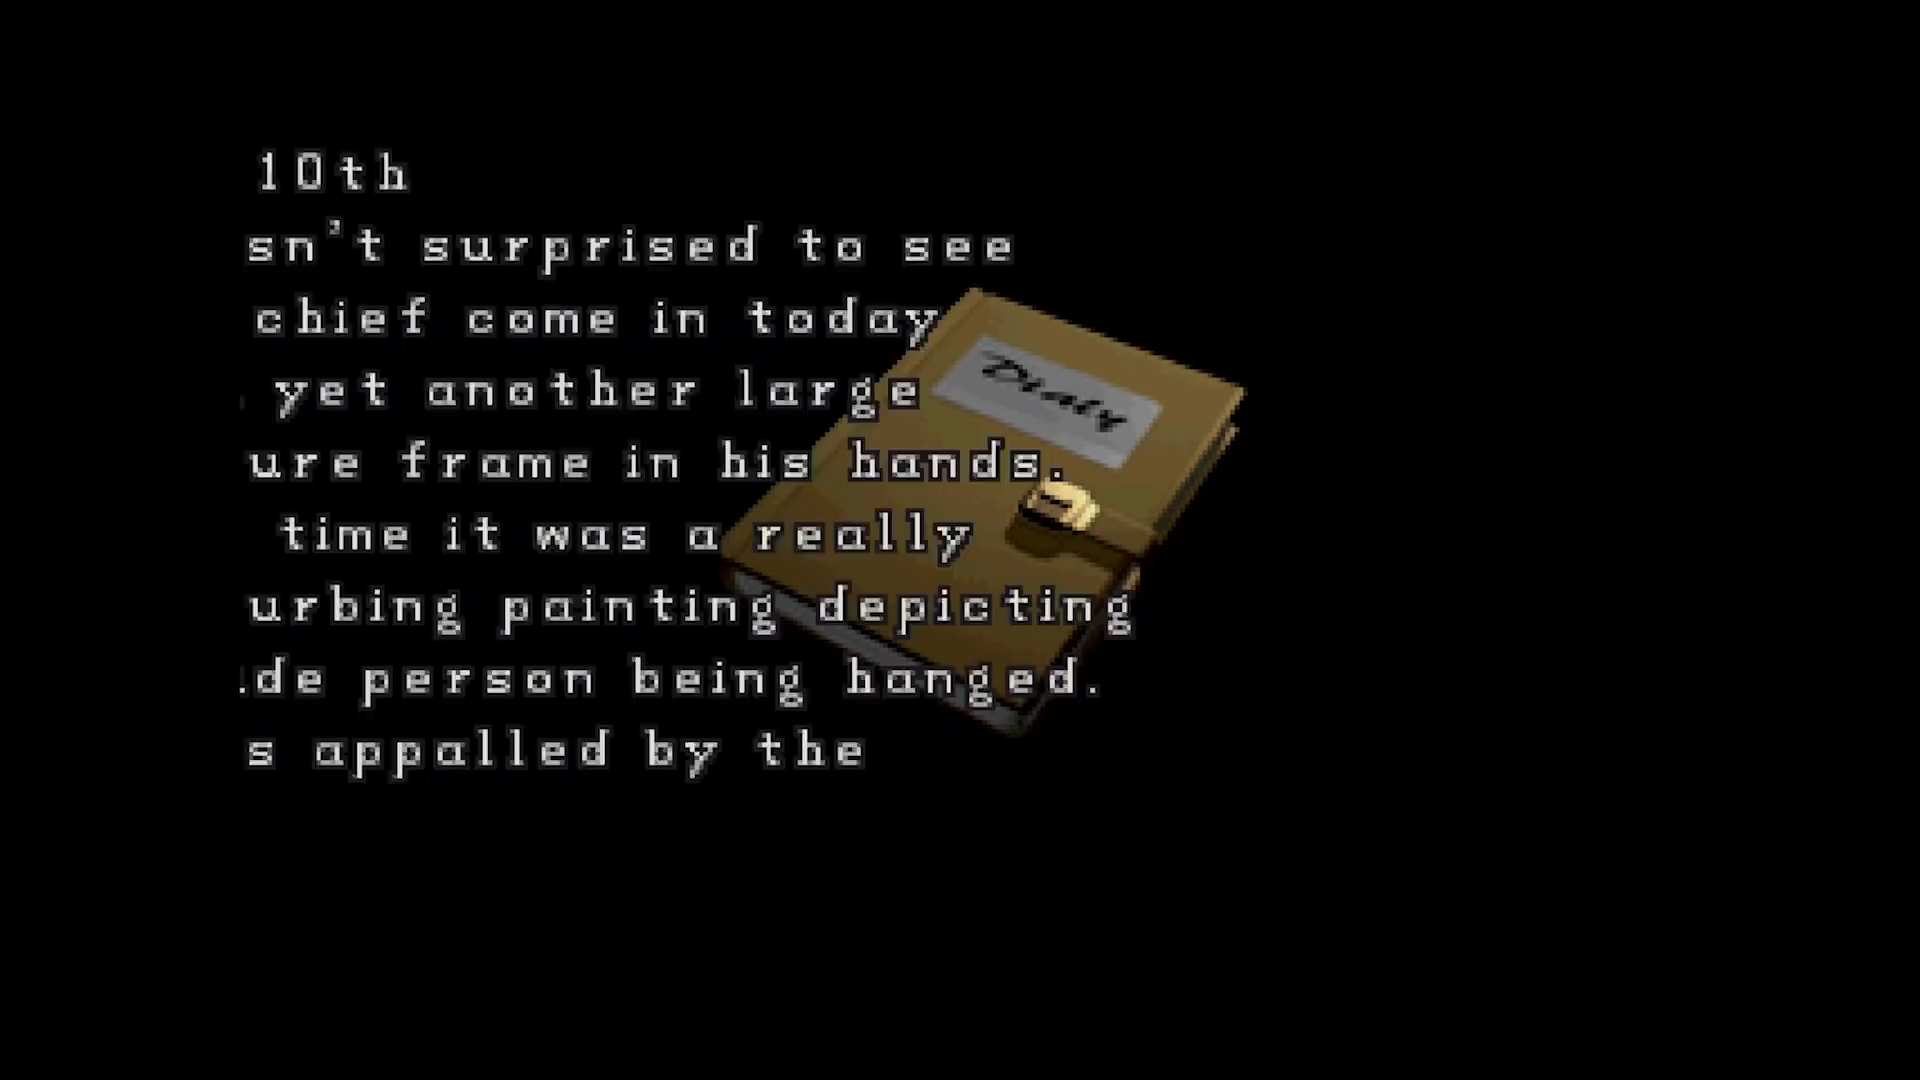 10th
sn't surprised to see
chief come in today
yet another large
ure frame in his hands.
time it was a really
urbing painting depicting
de person being hanged.
s appalled by the
Diary